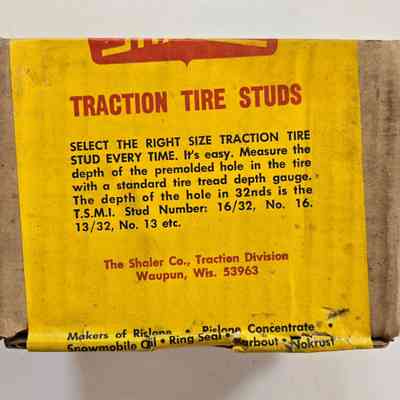 TRACTION TIRE STUDS
SELECT THE RIGHT SIZE TRACTION TIRE
STUD EVERY TIME. It's easy. Measure the
depth of the premolded hole in the tire
with a standard tire tread depth gauge.
The depth of the hole in 32nds is the
T.S.M.I. Stud Number: 16/32, No. 16.
13/32, No. 13 etc.
The Shaler Co., Traction Division
Waupun, Wis. 53963
Makers of Rislone • Rislone Concentrate •
Snowmobile Oil • Ring Seal • Karbout • Nokrust